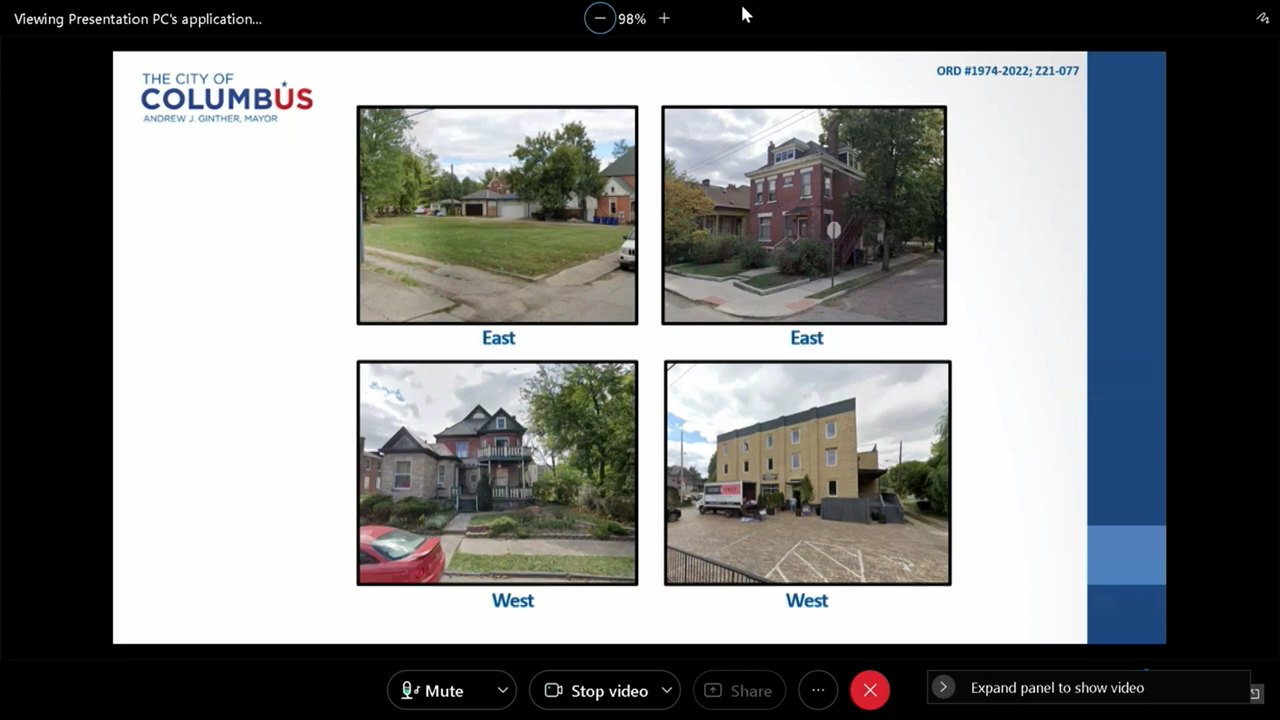 Viewing Presentation PC's application...
98%
THE CITY OF
COLUMBUS
ANDREW J. GINTHER, MAYOR
ORD #1974-2022; Z21-077
East
East
West
West
Mute
Stop video
Share
Expand panel to show video